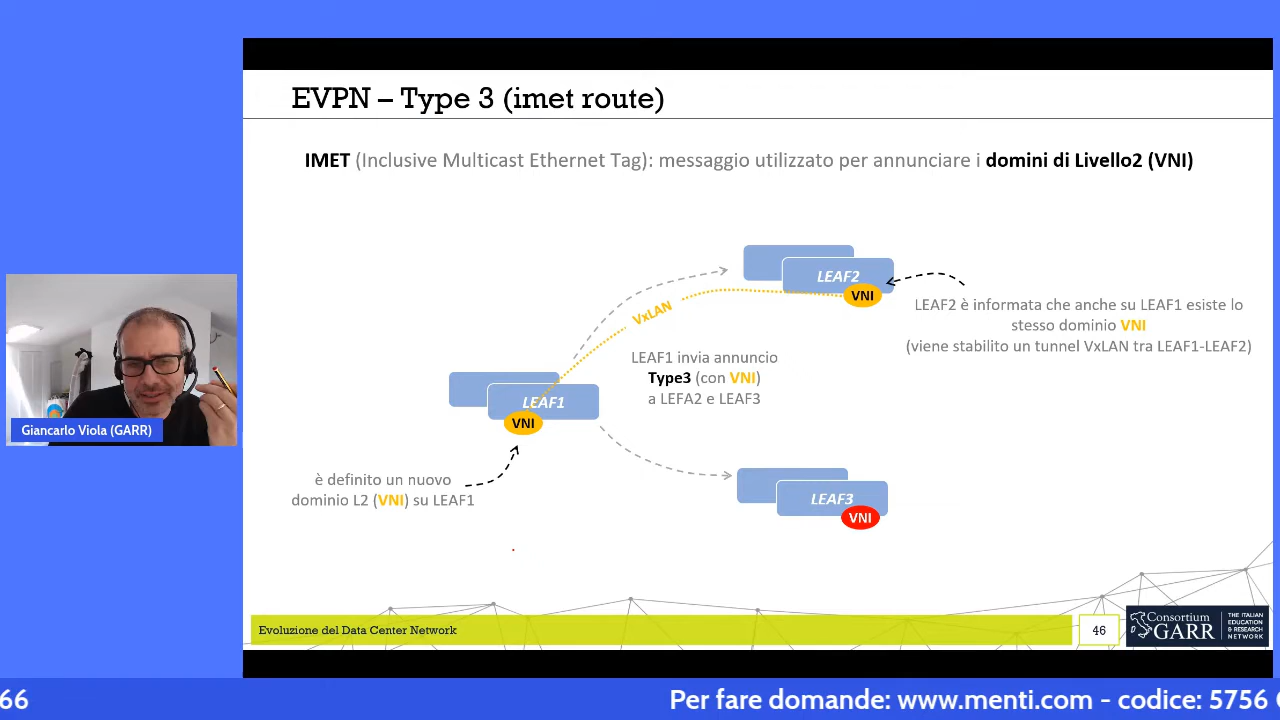 EVPN – Type 3 (imet route)
IMET (Inclusive Multicast Ethernet Tag): messaggio utilizzato per annunciare i domini di Livello2 (VNI)
LEAF2
VNI
VxLAN
LEAF2 è informata che anche su LEAF1 esiste lo
stesso dominio VNI
(viene stabilito un tunnel VxLAN tra LEAF1-LEAF2)
LEAF1 invia annuncio
Type3 (con VNI)
a LEFA2 e LEAF3
LEAF1
VNI
è definito un nuovo
dominio L2 (VNI) su LEAF1
LEAF3
VNI
Giancarlo Viola (GARR)
Evoluzione del Data Center Network
46
Consortium
GARR
THE ITALIAN
EDUCATION
& RESEARCH
NETWORK
66
Per fare domande: www.menti.com - codice: 5756